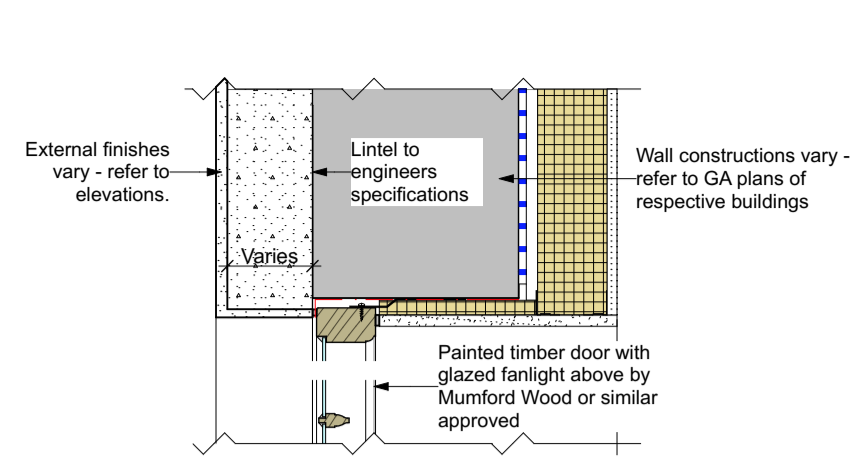 External finishes
vary - refer to
elevations.
Lintel to
engineers
specifications
Wall constructions vary -
refer to GA plans of
respective buildings
Varies
Painted timber door with
glazed fanlight above by
Mumford Wood or similar
approved